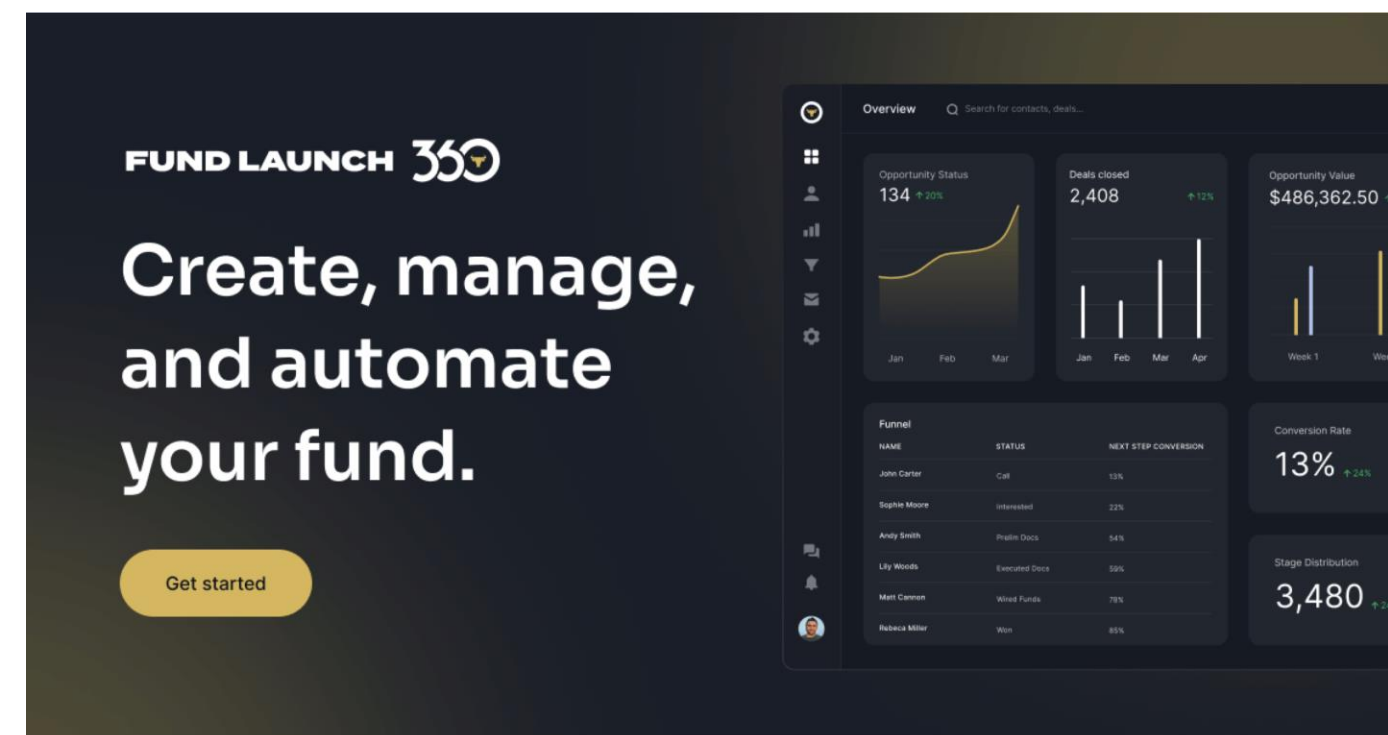 FUND LAUNCH 360
Create, manage,
and automate
your fund.
Get started
Overview
Search for contacts, deals...
Opportunity Status
134 ↑ 20%
Jan Feb Mar
Deals closed
2,408 ↑ 12%
Jan Feb Mar Apr
Opportunity Value
$486,362.50
Week 1
Funnel
NAME STATUS NEXT STEP CONVERSION
John Carter Call 13%
Sophie Moore Interested 22%
Andy Smith Prelim Docs 54%
Lily Woods Executed Docs 59%
Matt Cannon Wired Funds 78%
Rebeca Miller Won 85%
Conversion Rate
13% ↑ 24%
Stage Distribution
3,480